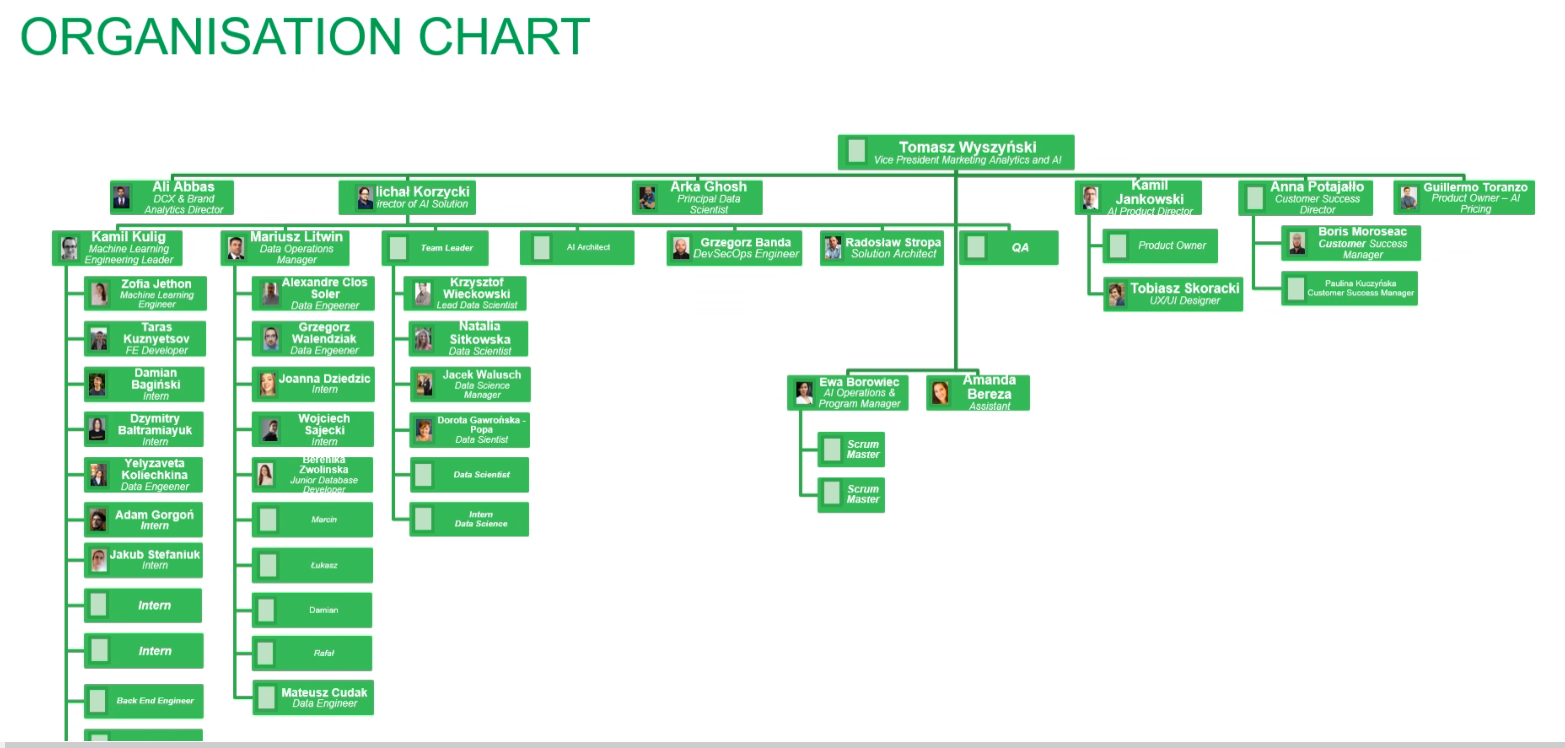 ORGANISATION CHART
Tomasz Wyszyński
Vice President Marketing Analytics and AI
Ali Abbas
DCX & Brand
Analytics Director
lichał Korzycki
irector of AI Solution
Arka Ghosh
Principal Data
Scientist
Kamil
Jankowski
AI Product Director
Anna Potajałło
Customer Success
Director
Guillermo Toranzo
Product Owner – AI
Pricing
Kamil Kulig
Machine Learning
Engineering Leader
Mariusz Litwin
Data Operations
Manager
Team Leader
AI Architect
Grzegorz Banda
DevSecOps Engineer
Radosław Stropa
Solution Architect
QA
Product Owner
Tobiasz Skoracki
UX/UI Designer
Boris Moroseac
Customer Success
Manager
Paulina Kuczyńska
Customer Success Manager
Zofia Jethon
Machine Learning
Engineer
Taras
Kuznyetsov
FE Developer
Damian
Bagiński
Intern
Dzymitry
Baltramiayuk
Intern
Yelyzaveta
Koliechkina
Data Engeener
Adam Gorgoń
Intern
Jakub Stefaniuk
Intern
Intern
Intern
Back End Engineer
Alexandre Clos
Soler
Data Engeener
Grzegorz
Walendziak
Data Engeener
Joanna Dziedzic
Intern
Wojciech
Sajecki
Intern
Berenika
Zwolinska
Junior Database
Developer
Marcin
Łukasz
Damian
Rafał
Mateusz Cudak
Data Engineer
Krzysztof
Wieckowski
Lead Data Scientist
Natalia
Sitkowska
Data Scientist
Jacek Walusch
Data Science
Manager
Dorota Gawrońska -
Popa
Data Sientist
Data Scientist
Intern
Data Science
Ewa Borowiec
AI Operations &
Program Manager
Amanda
Bereza
Assistant
Scrum
Master
Scrum
Master